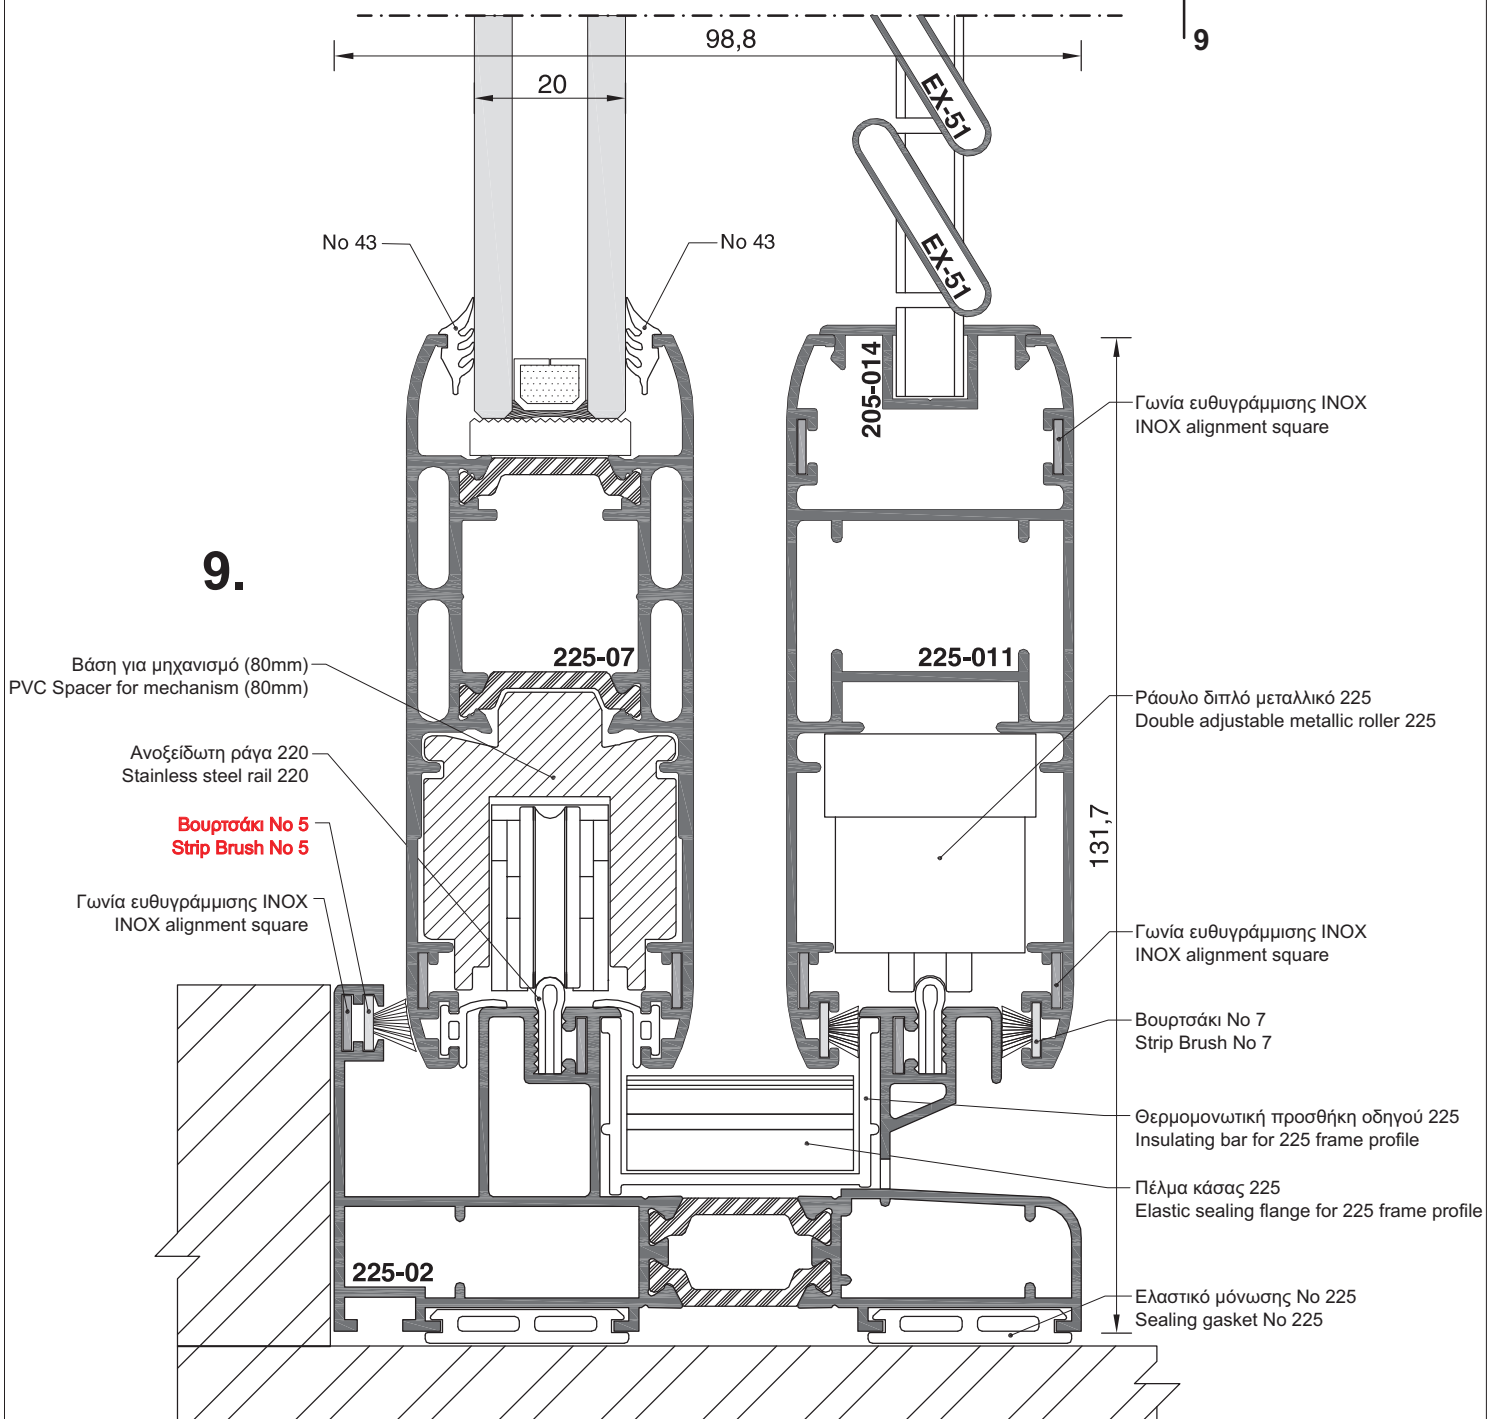 98,8
9
20
EX-51
EX-51
No 43
No 43
205-014
Γωνία ευθυγράμμισης INOX
INOX alignment square
9.
225-07
225-011
Βάση για μηχανισμό (80mm)
PVC Spacer for mechanism (80mm)
Ράουλο διπλό μεταλλικό 225
Double adjustable metallic roller 225
Ανοξείδωτη ράγα 220
Stainless steel rail 220
131,7
Βουρτσάκι No 5
Strip Brush No 5
Γωνία ευθυγράμμισης INOX
INOX alignment square
Γωνία ευθυγράμμισης INOX
INOX alignment square
Βουρτσάκι No 7
Strip Brush No 7
Θερμομονωτική προσθήκη οδηγού 225
Insulating bar for 225 frame profile
Πέλμα κάσας 225
Elastic sealing flange for 225 frame profile
225-02
Ελαστικό μόνωσης No 225
Sealing gasket No 225